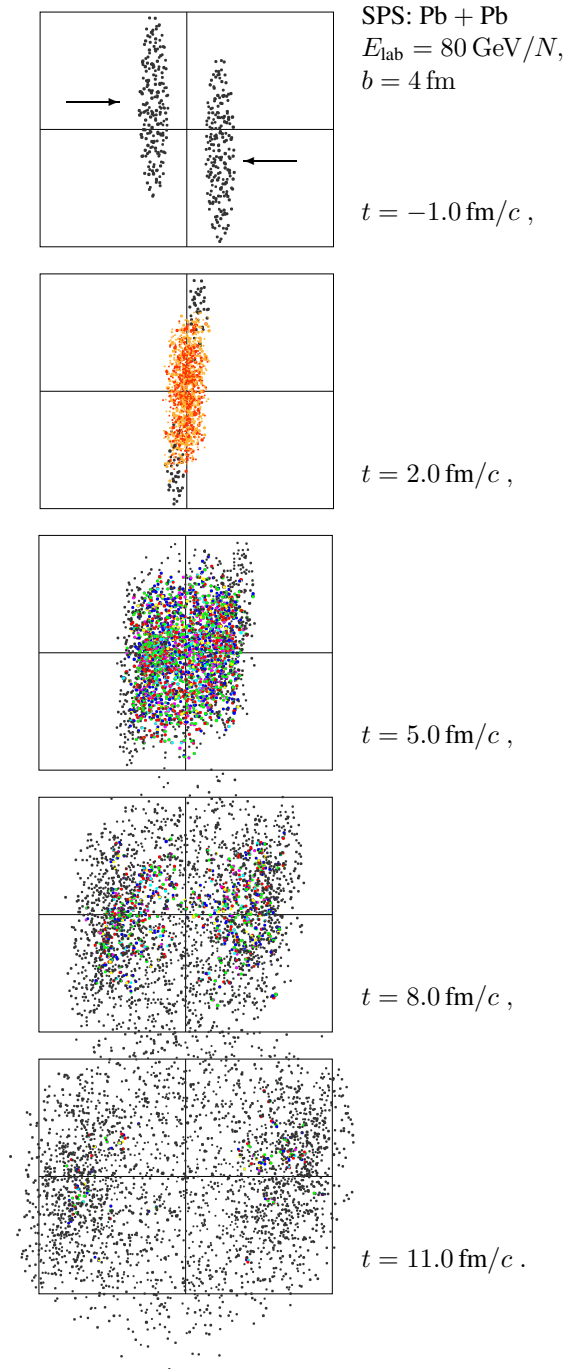 SPS: Pb + Pb
E_lab = 80 GeV/N,
b = 4 fm
t = −1.0 fm/c ,
t = 2.0 fm/c ,
t = 5.0 fm/c ,
t = 8.0 fm/c ,
t = 11.0 fm/c .